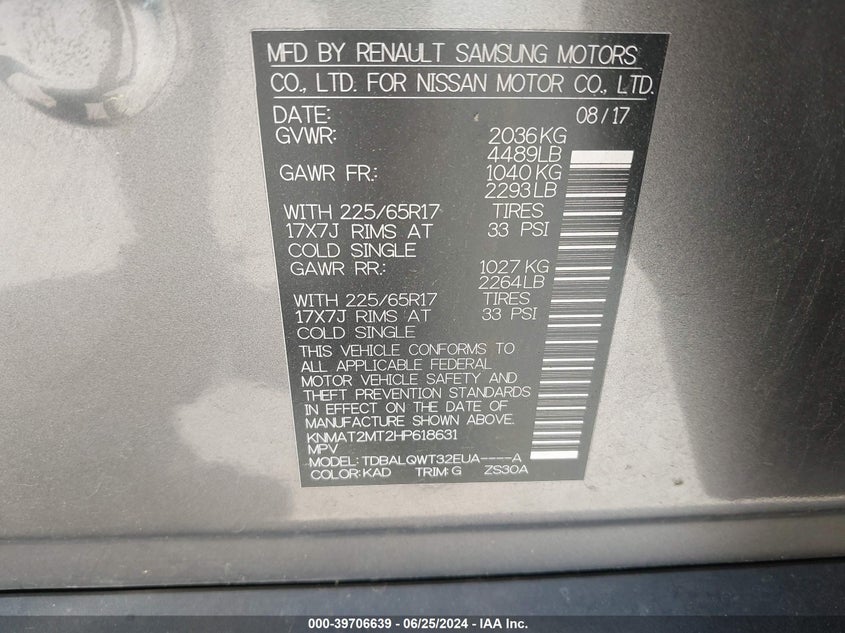 MFD BY RENAULT SAMSUNG MOTORS
CO., LTD. FOR NISSAN MOTOR CO., LTD.
DATE: 08/17
GVWR: 2036KG
4489LB
GAWR FR.: 1040 KG
2293LB
WITH 225/65R17 TIRES
17X7J RIMS AT 33 PSI
COLD SINGLE
GAWR RR.: 1027 KG
2264LB
WITH 225/65R17 TIRES
17X7J RIMS AT 33 PSI
COLD SINGLE
THIS VEHICLE CONFORMS TO
ALL APPLICABLE FEDERAL
MOTOR VEHICLE SAFETY AND
THEFT PREVENTION STANDARDS
IN EFFECT ON THE DATE OF
MANUFACTURE SHOWN ABOVE.
KNMAT2MT2HP618631
MPV
MODEL: TDBALQWT32EUA----A
COLOR: KAD TRIM: G ZS30A
000-39706639 - 06/25/2024 - IAA Inc.